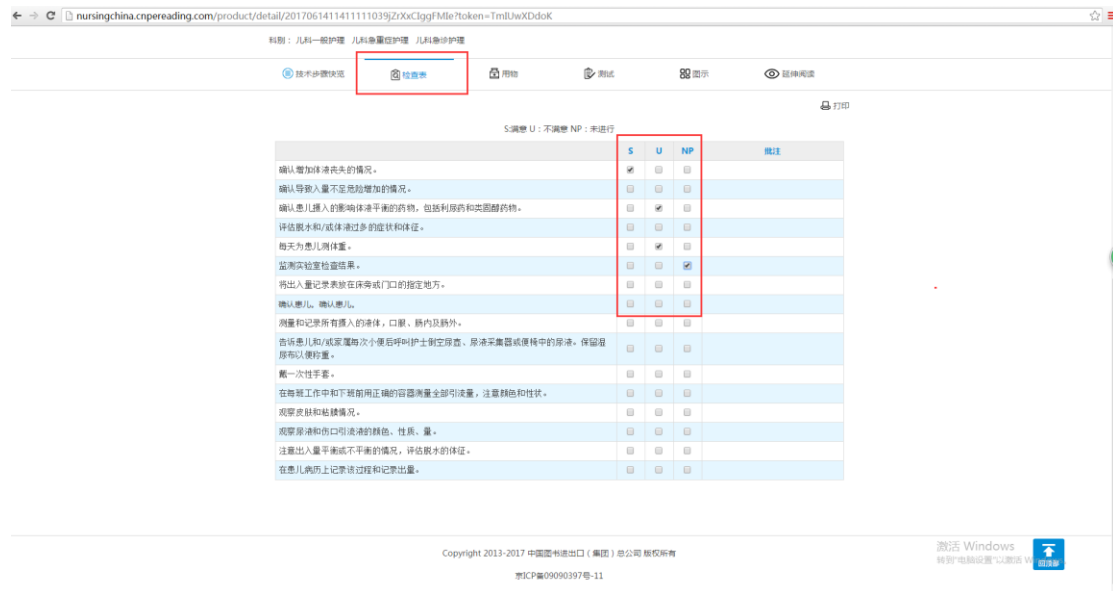 nursingchina.cnpereading.com/product/detail/2017061411411111039jZrXxCIggFMIe?token=TmIUwXDdoK
科别： 儿科一般护理 儿科急重症护理 儿科急诊护理
技术步骤快览 检查表 用物 测试 图示 延伸阅读
打印
S:满意 U：不满意 NP：未进行
S U NP 批注
确认增加体液丧失的情况。
确认导致入量不足危险增加的情况。
确认患儿摄入的影响体液平衡的药物，包括利尿药和类固醇药物。
评估脱水和/或体液过多的症状和体征。
每天为患儿测体重。
监测实验室检查结果。
将出入量记录表放在床旁或门口的指定地方。
确认患儿。确认患儿。
测量和记录所有摄入的液体，口服、肠内及肠外。
告诉患儿和/或家属每次小便后呼叫护士倒空尿壶、尿液采集器或便椅中的尿液。保留湿
尿布以便称重。
戴一次性手套。
在每班工作中和下班前用正确的容器测量全部引流量，注意颜色和性状。
观察皮肤和粘膜情况。
观察尿液和伤口引流液的颜色、性质、量。
注意出入量平衡或不平衡的情况，评估脱水的体征。
在患儿病历上记录该过程和记录出量。
Copyright 2013-2017 中国图书进出口（集团）总公司 版权所有
京ICP备09090397号-11
激活 Windows
转到"电脑设置"以激活 W
回顶部